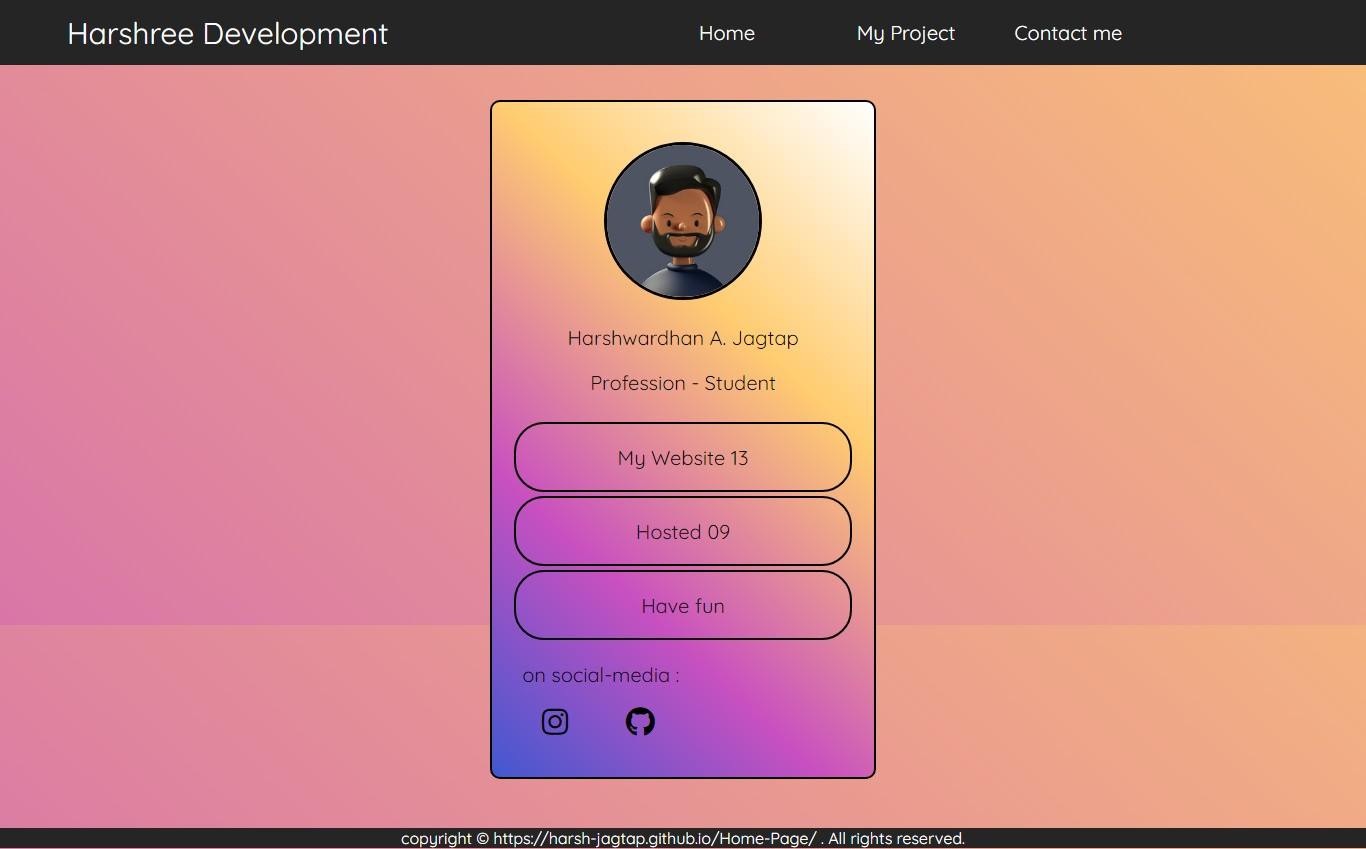 Harshree Development
Home My Project Contact me
Harshwardhan A. Jagtap
Profession - Student
My Website 13
Hosted 09
Have fun
on social-media :
copyright © https://harsh-jagtap.github.io/Home-Page/ . All rights reserved.